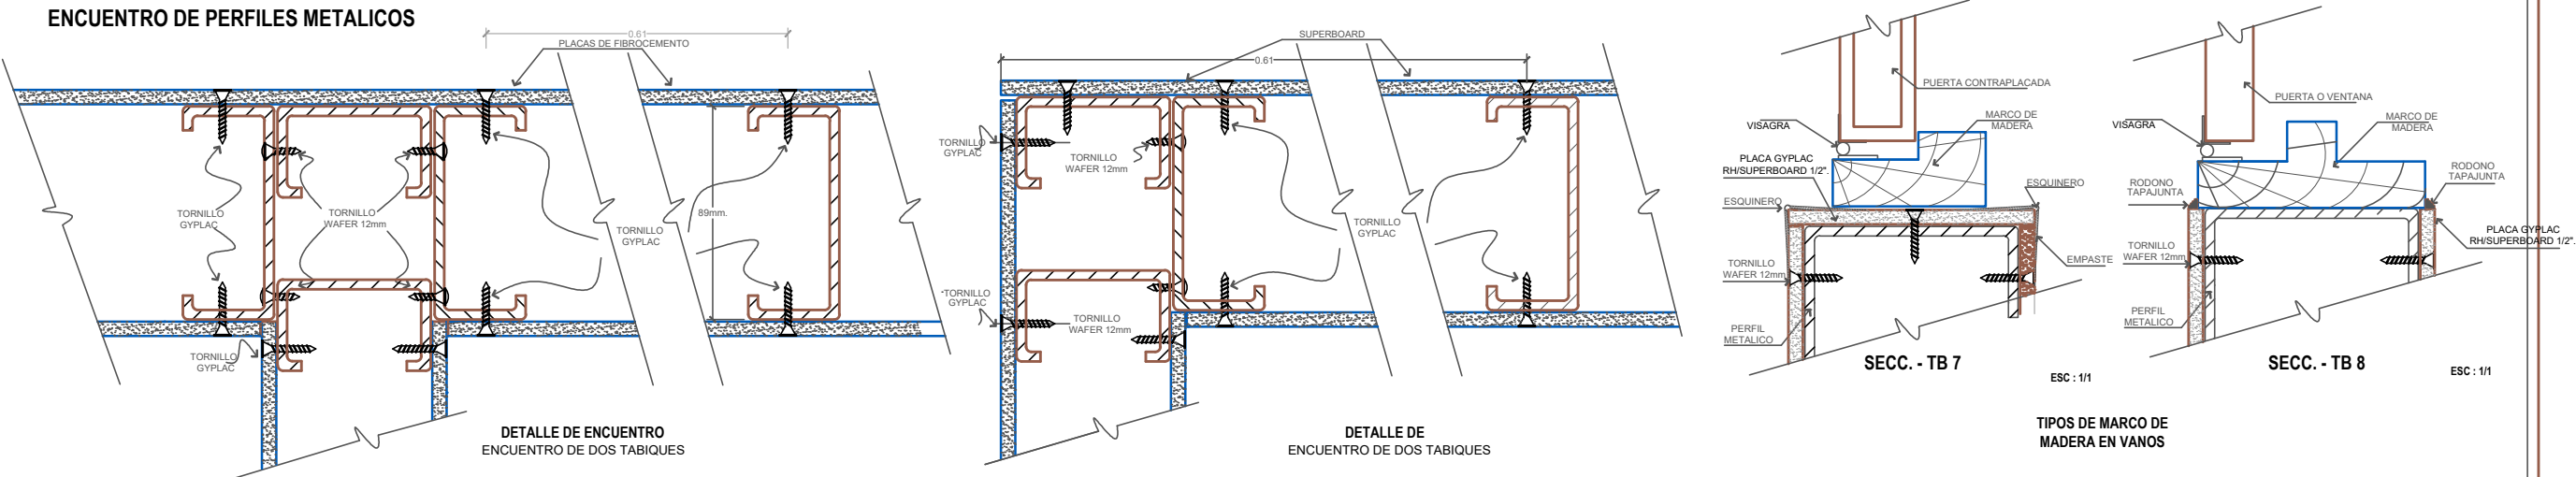 ENCUENTRO DE PERFILES METALICOS
0.61
PLACAS DE FIBROCEMENTO
TORNILLO
GYPLAC
TORNILLO
WAFER 12mm
TORNILLO
GYPLAC
89mm.
TORNILLO
GYPLAC
DETALLE DE ENCUENTRO
ENCUENTRO DE DOS TABIQUES
SUPERBOARD
0.61
TORNILLO
GYPLAC
TORNILLO
WAFER 12mm
TORNILLO
GYPLAC
TORNILLO
GYPLAC
TORNILLO
WAFER 12mm
DETALLE DE
ENCUENTRO DE DOS TABIQUES
PUERTA CONTRAPLACADA
VISAGRA
MARCO DE
MADERA
PLACA GYPLAC
RH/SUPERBOARD 1/2".
ESQUINERO
ESQUINERO
TORNILLO
WAFER 12mm
EMPASTE
PERFIL
METALICO
SECC. - TB 7
ESC : 1/1
PUERTA O VENTANA
VISAGRA
MARCO DE
MADERA
RODONO
TAPAJUNTA
RODONO
TAPAJUNTA
PLACA GYPLAC
RH/SUPERBOARD 1/2".
TORNILLO
WAFER 12mm
PERFIL
METALICO
SECC. - TB 8
ESC : 1/1
TIPOS DE MARCO DE
MADERA EN VANOS